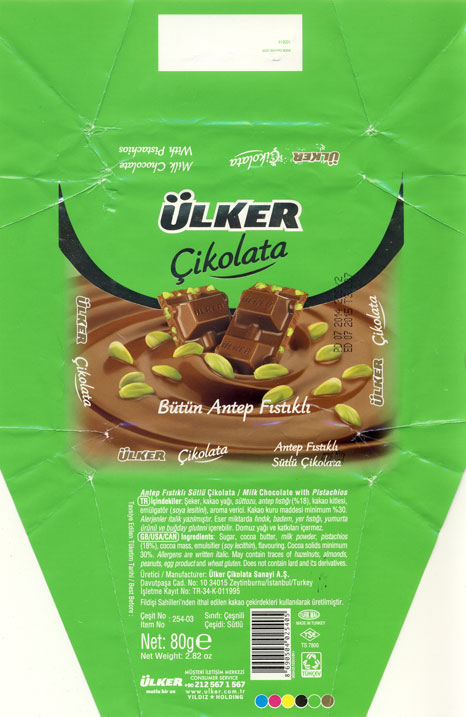 Milk Chocolate
With Pistachios
ÜLKER Çikolata
ÜLKER
Çikolata
ÜLKER
Çikolata
ÜLKER
Çikolata
Bütün Antep Fıstıklı
ÜLKER Çikolata
Antep Fıstıklı
Sütlü Çikolata
Antep Fıstıklı Sütlü Çikolata / Milk Chocolate with Pistachios
TR İçindekiler: Şeker, kakao yağı, süttozu, antep fıstığı (%18), kakao kitlesi,
emülgatör (soya lesitini), aroma verici. Kakao kuru maddesi minimum %30.
Alerjenler italik yazılmıştır. Eser miktarda fındık, badem, yer fıstığı, yumurta
ürünü ve buğday gluteni içerebilir. Domuz yağı ve katkıları içermez.
GB/USA/CAN Ingredients: Sugar, cocoa butter, milk powder, pistachios
(18%), cocoa mass, emulsifier (soy lecithin), flavouring. Cocoa solids minimum
30%. Allergens are written italic. May contain traces of hazelnuts, almonds,
peanuts, egg product and wheat gluten. Does not contain lard and its derivatives.
Üretici / Manufacturer: Ülker Çikolata Sanayi A.Ş.
Davutpaşa Cad. No: 10 34015 Zeytinburnu/Istanbul/Turkey
İşletme Kayıt No: TR-34-K-011995
Fildişi Sahilleri'nden ithal edilen kakao çekirdekleri kullanılarak üretilmiştir.
Tavsiye Edilen Tüketim Tarihi / Best Before:
Çeşit No : 254-03
Item No
Sınıfı: Çeşnili
Çeşidi: Sütlü
Net: 80g e
Net Weight: 2.82 oz
ÜLKER
mutlu bir an
MÜŞTERİ İLETİŞİM MERKEZİ
CONSUMER SERVICE
+90 212 567 1 567
www.ulker.com.tr
YILDIZ HOLDING
8690504025405
MADE IN TURKEY
TSE
TS 7800
TÜKÇEV